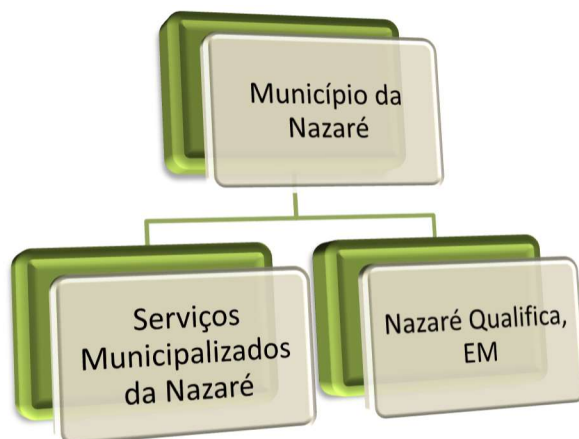 Município da
Nazaré
Serviços
Municipalizados
da Nazaré
Nazaré Qualifica,
EM